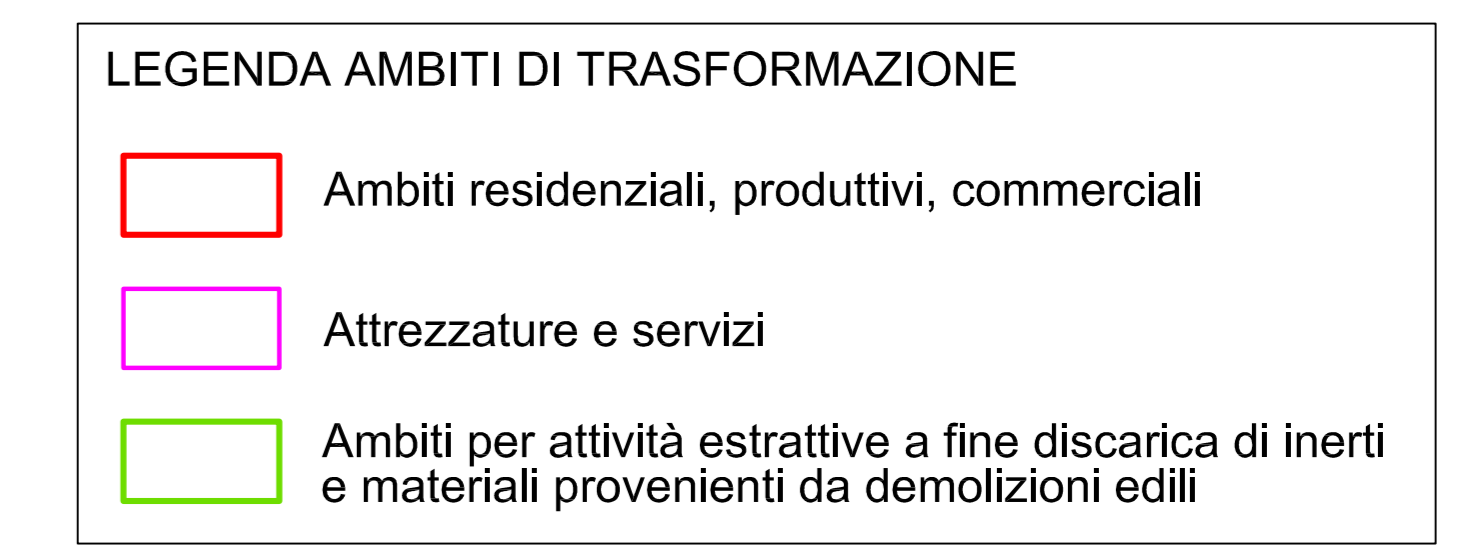 LEGENDA AMBITI DI TRASFORMAZIONE
Ambiti residenziali, produttivi, commerciali
Attrezzature e servizi
Ambiti per attività estrattive a fine discarica di inerti
e materiali provenienti da demolizioni edili